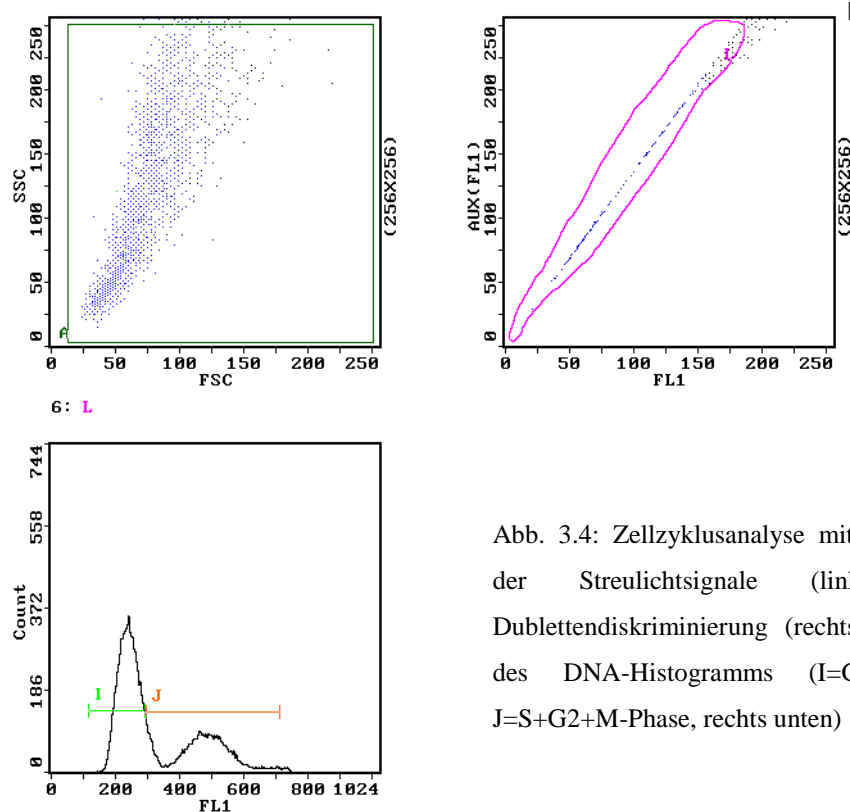 250
200
150
100
50
0
SSC
A
0 50 100 150 200 250
FSC
(256X256)
250
200
150
100
50
0
AUX(FL1)
0 50 100 150 200 250
FL1
(256X256)
6: L
744
558
372
186
0
Count
I J
0 200 400 600 800 1024
FL1
Abb. 3.4: Zellzyklusanalyse mit
der Streulichtsignale
Dublettendiskriminierung
des DNA-Histogramms
J=S+G2+M-Phase, rechts unten)